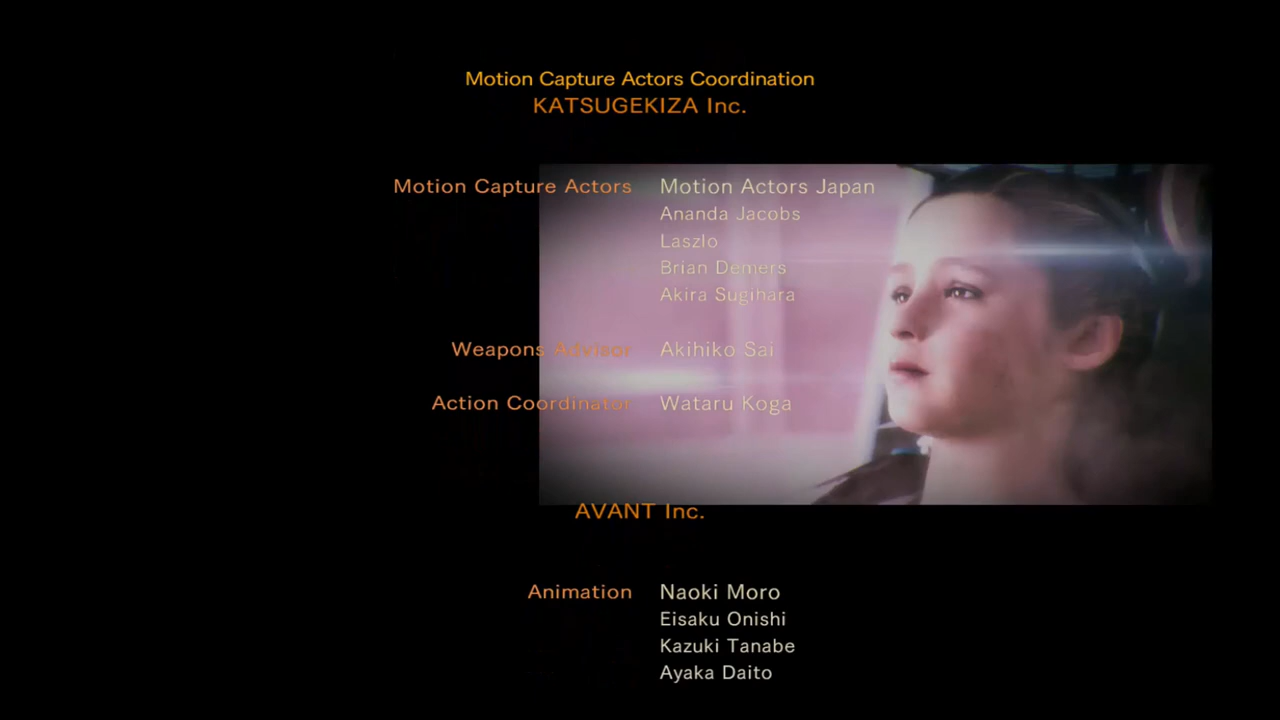 Motion Capture Actors Coordination
KATSUGEKIZA Inc.
Motion Capture Actors Motion Actors Japan
Ananda Jacobs
Laszlo
Brian Demers
Akira Sugihara
Weapons Advisor Akihiko Sai
Action Coordinator Wataru Koga
AVANT Inc.
Animation Naoki Moro
Eisaku Onishi
Kazuki Tanabe
Ayaka Daito